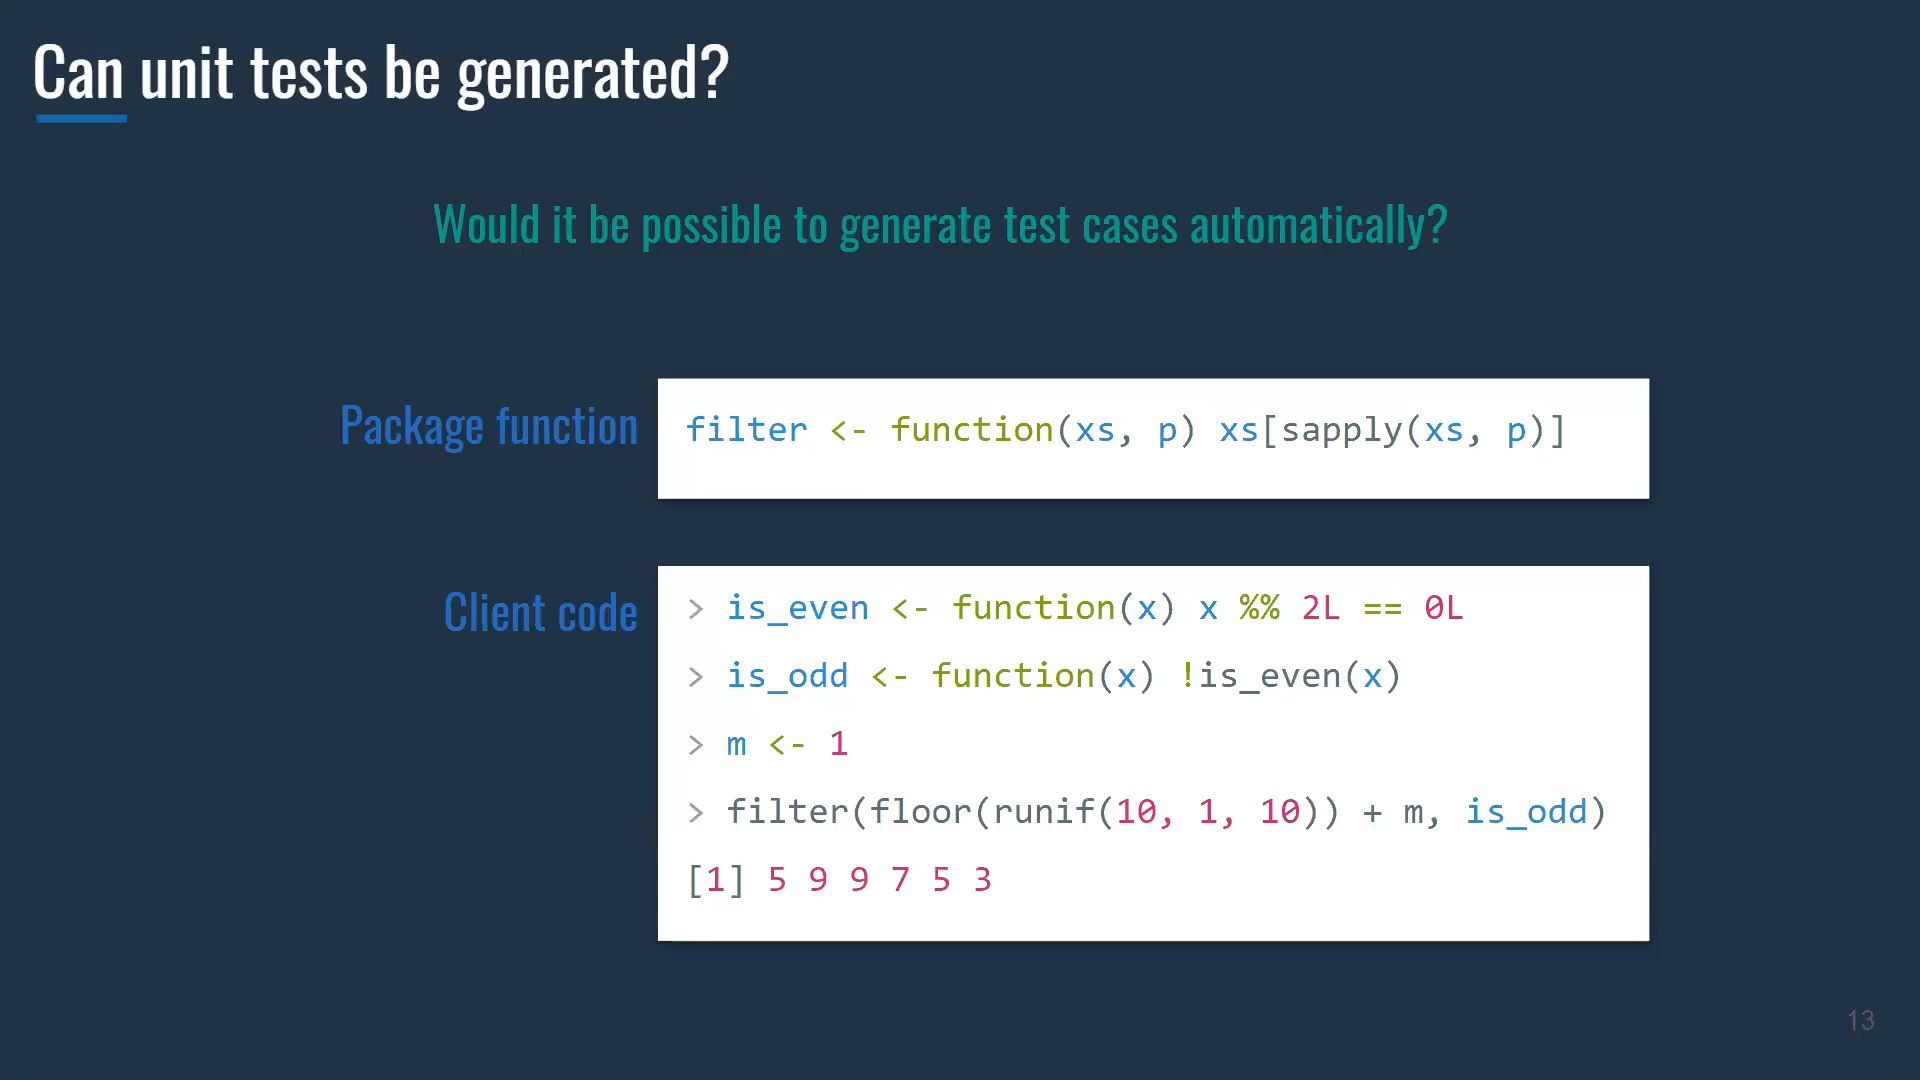 Can unit tests be generated?
Would it be possible to generate test cases automatically?
Package function
filter <- function(xs, p) xs[sapply(xs, p)]
Client code
> is_even <- function(x) x %% 2L == 0L
> is_odd <- function(x) !is_even(x)
> m <- 1
> filter(floor(runif(10, 1, 10)) + m, is_odd)
[1] 5 9 9 7 5 3
13